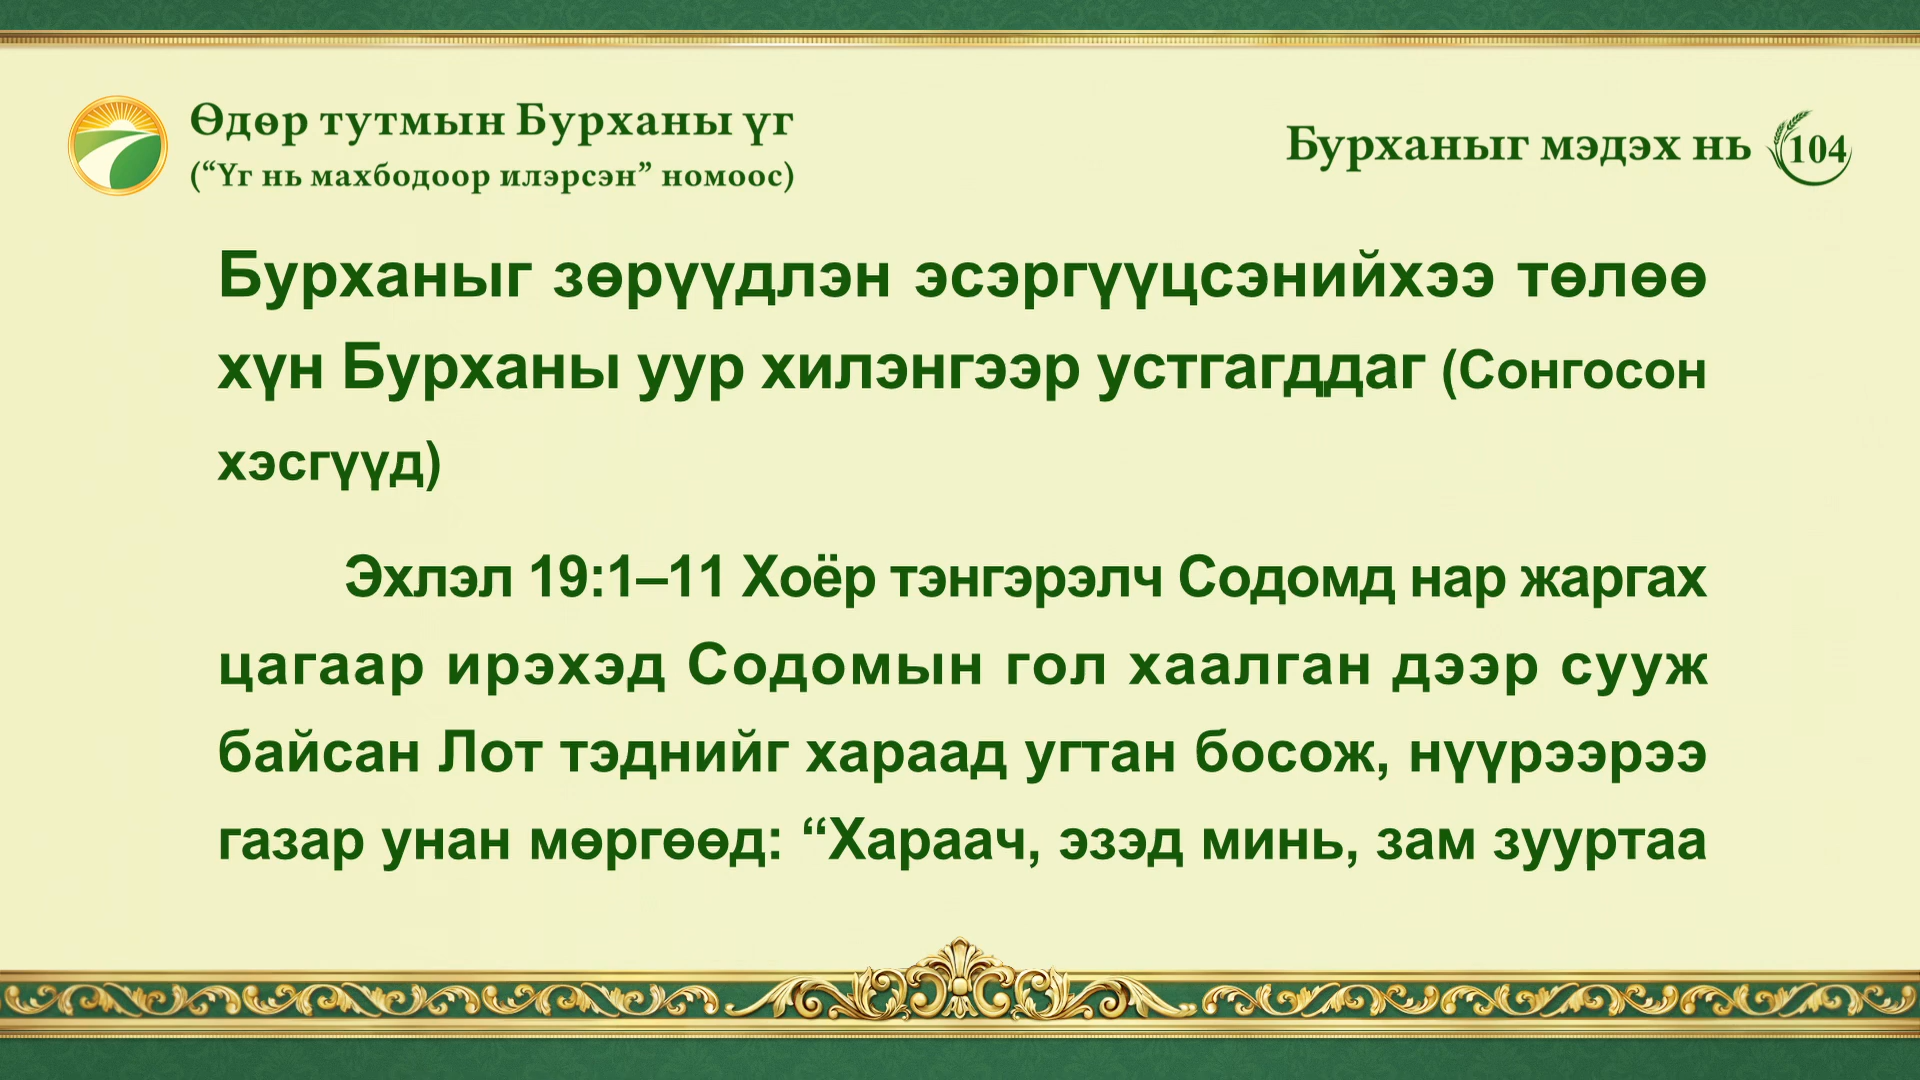 Өдөр тутмын Бурханы үг
(“Үг нь махбодоор илэрсэн” номоос)
Бурханыг мэдэх нь 104
Бурханыг зөрүүдлэн эсэргүүцсэнийхээ төлөө
хүн Бурханы уур хилэнгээр устгагддаг (Сонгосон
хэсгүүд)
Эхлэл 19:1–11 Хоёр тэнгэрэлч Содомд нар жаргах
цагаар ирэхэд Содомын гол хаалган дээр сууж
байсан Лот тэднийг хараад угтан босож, нүүрээрээ
газар унан мөргөөд: “Хараач, эзэд минь, зам зууртаа